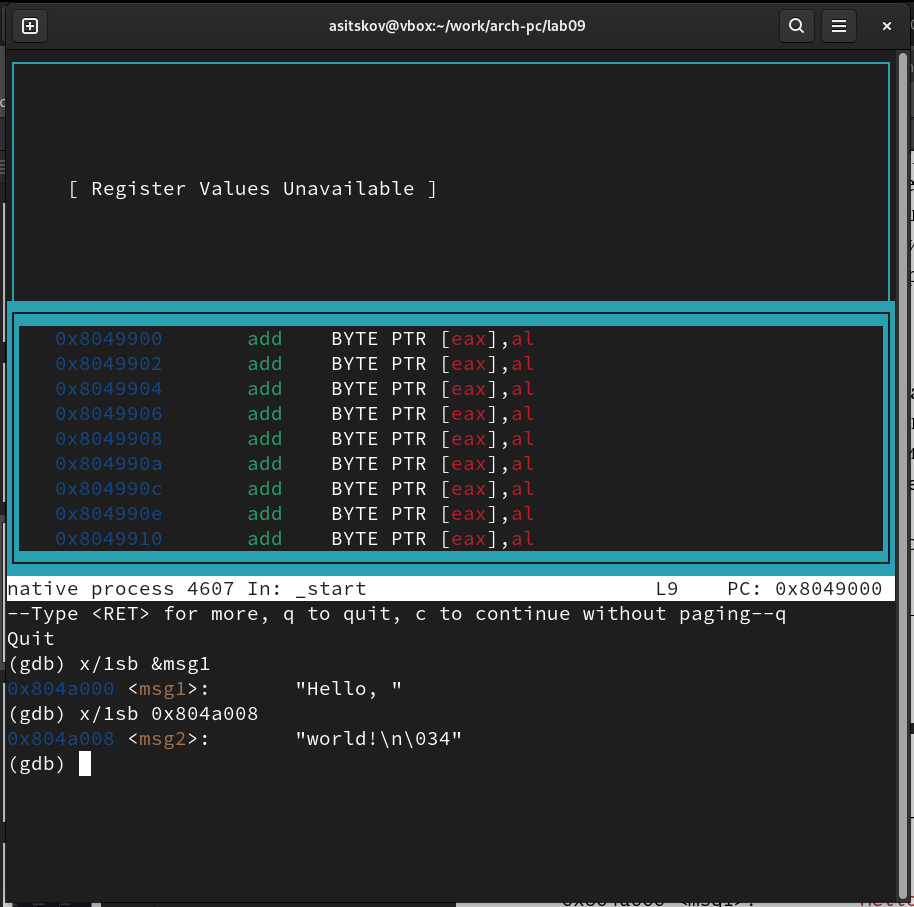 asitskov@vbox:~/work/arch-pc/lab09
[ Register Values Unavailable ]
0x8049900 add BYTE PTR [eax],al
0x8049902 add BYTE PTR [eax],al
0x8049904 add BYTE PTR [eax],al
0x8049906 add BYTE PTR [eax],al
0x8049908 add BYTE PTR [eax],al
0x804990a add BYTE PTR [eax],al
0x804990c add BYTE PTR [eax],al
0x804990e add BYTE PTR [eax],al
0x8049910 add BYTE PTR [eax],al
native process 4607 In: _start L9 PC: 0x8049000
--Type <RET> for more, q to quit, c to continue without paging--q
Quit
(gdb) x/1sb &msg1
0x804a000 <msg1>: "Hello, "
(gdb) x/1sb 0x804a008
0x804a008 <msg2>: "world!\n\034"
(gdb)